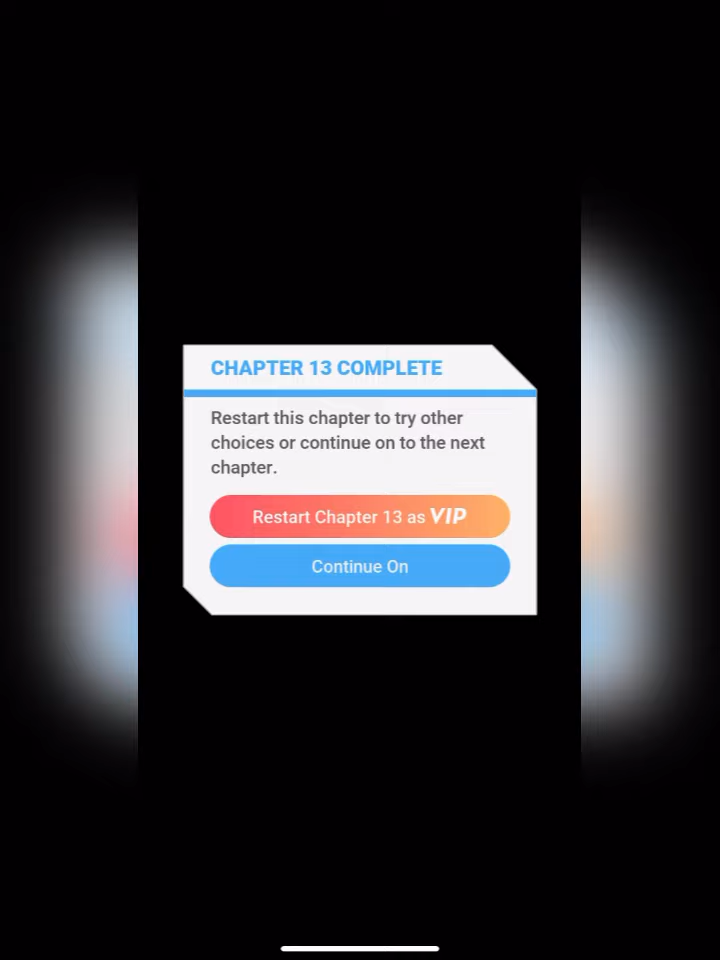 CHAPTER 13 COMPLETE
Restart this chapter to try other
choices or continue on to the next
chapter.
Restart Chapter 13 as VIP
Continue On